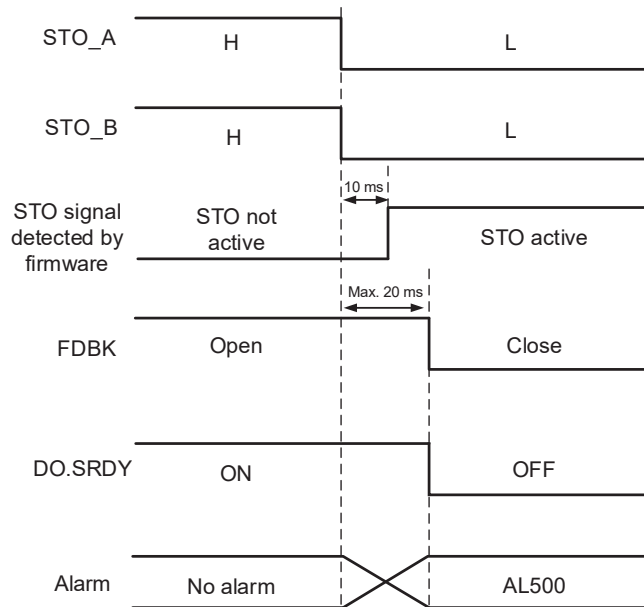 STO_A
H
L
STO_B
H
L
10 ms
STO signal
detected by
firmware
STO not
active
STO active
Max. 20 ms
FDBK
Open
Close
DO.SRDY
ON
OFF
Alarm
No alarm
AL500